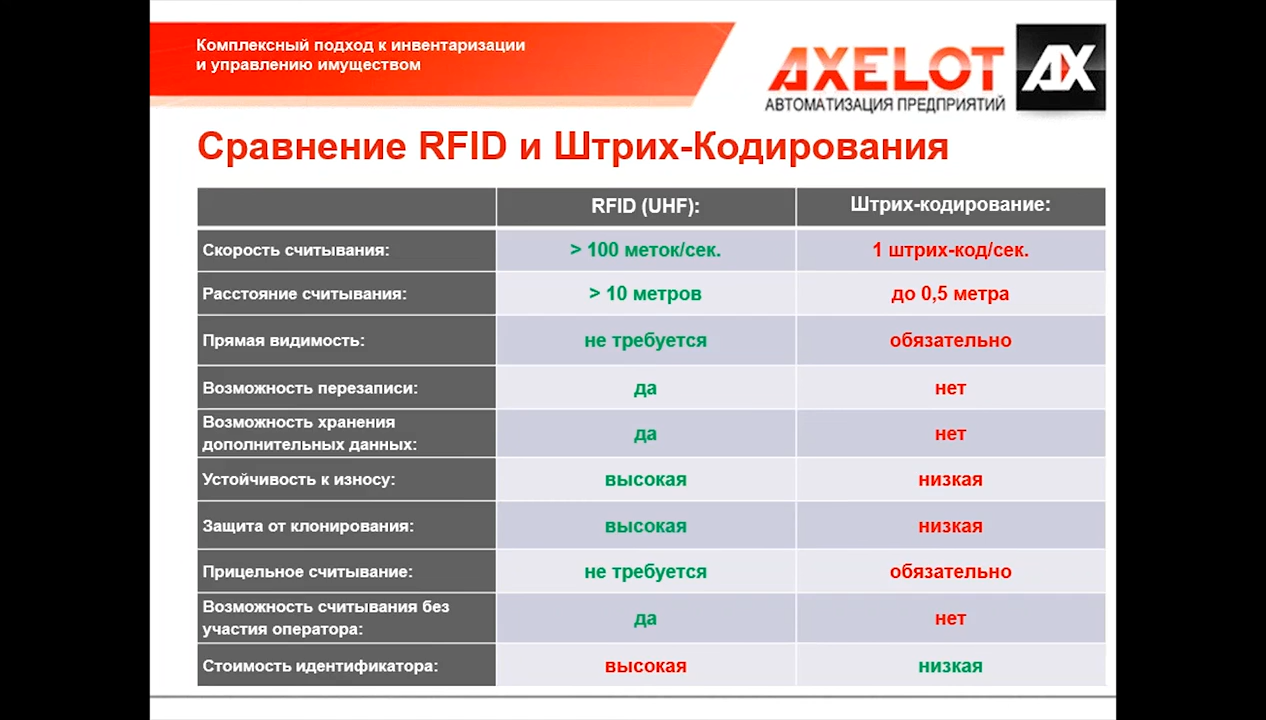 Комплексный подход к инвентаризации
и управлению имуществом
AXELOT AX
АВТОМАТИЗАЦИЯ ПРЕДПРИЯТИЙ
Сравнение RFID и Штрих-Кодирования
RFID (UHF): Штрих-кодирование:
Скорость считывания: > 100 меток/сек. 1 штрих-код/сек.
Расстояние считывания: > 10 метров до 0,5 метра
Прямая видимость: не требуется обязательно
Возможность перезаписи: да нет
Возможность хранения
дополнительных данных: да нет
Устойчивость к износу: высокая низкая
Защита от клонирования: высокая низкая
Прицельное считывание: не требуется обязательно
Возможность считывания без
участия оператора: да нет
Стоимость идентификатора: высокая низкая